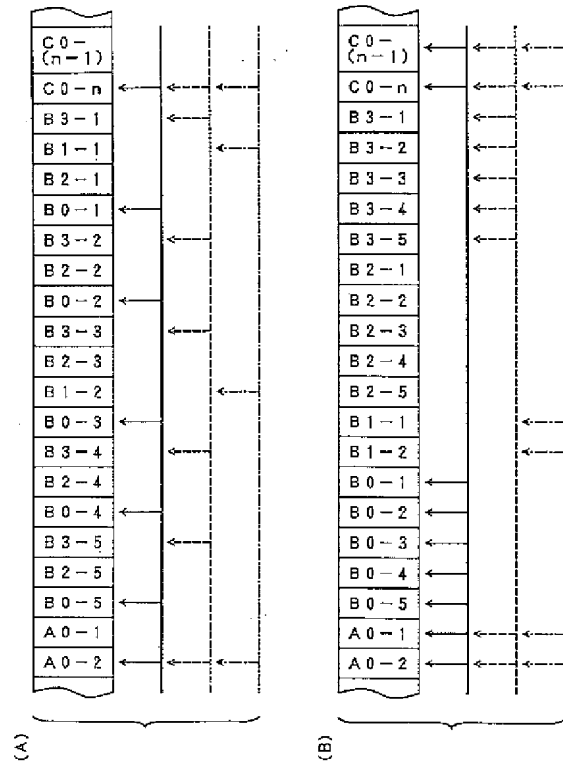 C0-
(n-1)
C0-n
B3-1
B1-1
B2-1
B0-1
B3-2
B2-2
B0-2
B3-3
B2-3
B1-2
B0-3
B3-4
B2-4
B0-4
B3-5
B2-5
B0-5
A0-1
A0-2
(A)
C0-
(n-1)
C0-n
B3-1
B3-2
B3-3
B3-4
B3-5
B2-1
B2-2
B2-3
B2-4
B2-5
B1-1
B1-2
B0-1
B0-2
B0-3
B0-4
B0-5
A0-1
A0-2
(B)